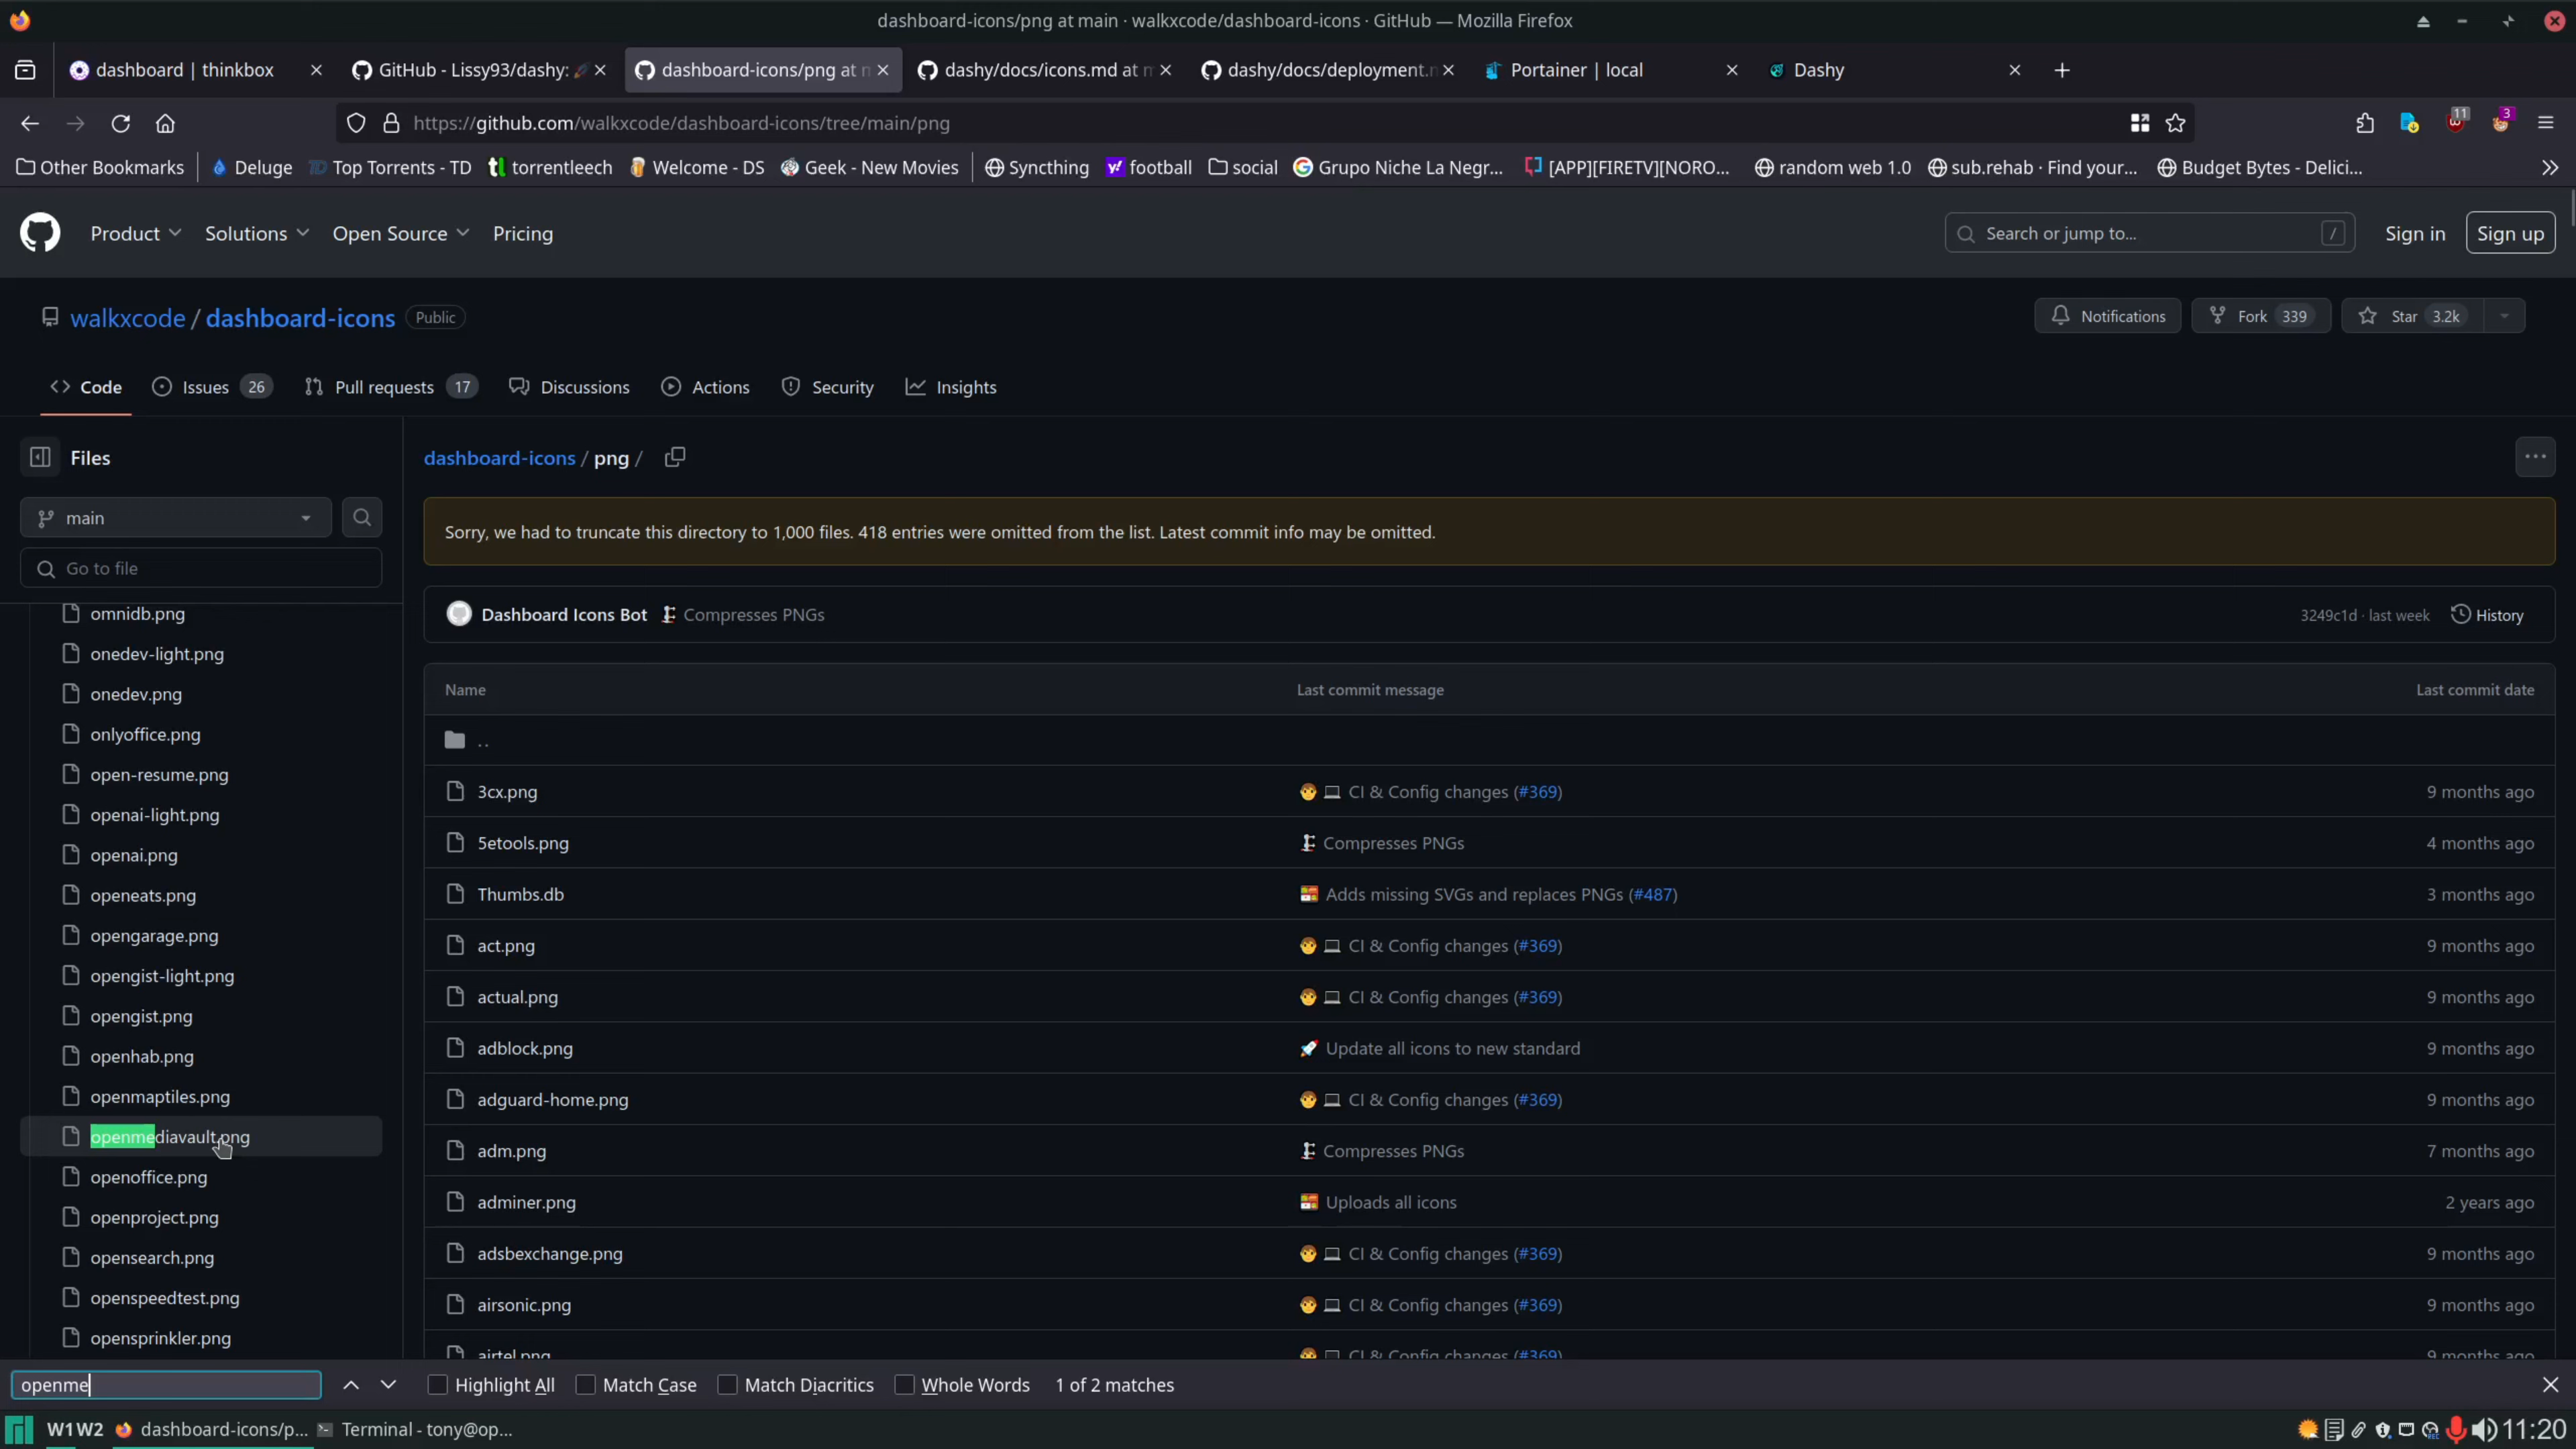 dashboard-icons/png at main · walkxcode/dashboard-icons · GitHub — Mozilla Firefox
dashboard | thinkbox
GitHub - Lissy93/dashy:
dashboard-icons/png at
dashy/docs/icons.md at
dashy/docs/deployment.
Portainer | local
Dashy
https://github.com/walkxcode/dashboard-icons/tree/main/png
11
3
Other Bookmarks
Deluge
Top Torrents - TD
torrentleech
Welcome - DS
Geek - New Movies
Syncthing
football
social
Grupo Niche La Negr...
[APP][FIRETV][NORO...
random web 1.0
sub.rehab · Find your...
Budget Bytes - Delici...
Product
Solutions
Open Source
Pricing
Search or jump to...
/
Sign in
Sign up
walkxcode / dashboard-icons
Public
Notifications
Fork 339
Star 3.2k
Code
Issues 26
Pull requests 17
Discussions
Actions
Security
Insights
Files
dashboard-icons / png /
main
Sorry, we had to truncate this directory to 1,000 files. 418 entries were omitted from the list. Latest commit info may be omitted.
Go to file
Dashboard Icons Bot Compresses PNGs
3249c1d · last week
History
omnidb.png
onedev-light.png
onedev.png
onlyoffice.png
open-resume.png
openai-light.png
openai.png
openeats.png
opengarage.png
opengist-light.png
opengist.png
openhab.png
openmaptiles.png
openmediavault.png
openoffice.png
openproject.png
opensearch.png
openspeedtest.png
opensprinkler.png
Name Last commit message Last commit date
..
3cx.png CI & Config changes (#369) 9 months ago
5etools.png Compresses PNGs 4 months ago
Thumbs.db Adds missing SVGs and replaces PNGs (#487) 3 months ago
act.png CI & Config changes (#369) 9 months ago
actual.png CI & Config changes (#369) 9 months ago
adblock.png Update all icons to new standard 9 months ago
adguard-home.png CI & Config changes (#369) 9 months ago
adm.png Compresses PNGs 7 months ago
adminer.png Uploads all icons 2 years ago
adsbexchange.png CI & Config changes (#369) 9 months ago
airsonic.png CI & Config changes (#369) 9 months ago
airtel.png CI & Config changes (#369) 9 months ago
openme
Highlight All
Match Case
Match Diacritics
Whole Words
1 of 2 matches
W1 W2
dashboard-icons/p...
Terminal - tony@op...
11:20